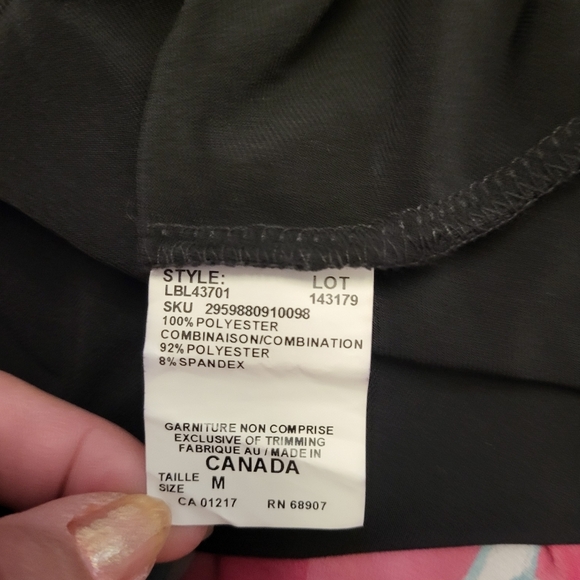 STYLE: LOT
LBL43701 143179
SKU 2959880910098
100% POLYESTER
COMBINAISON/COMBINATION
92% POLYESTER
8% SPANDEX
GARNITURE NON COMPRISE
EXCLUSIVE OF TRIMMING
FABRIQUE AU / MADE IN
CANADA
TAILLE M
SIZE
CA 01217 RN 68907